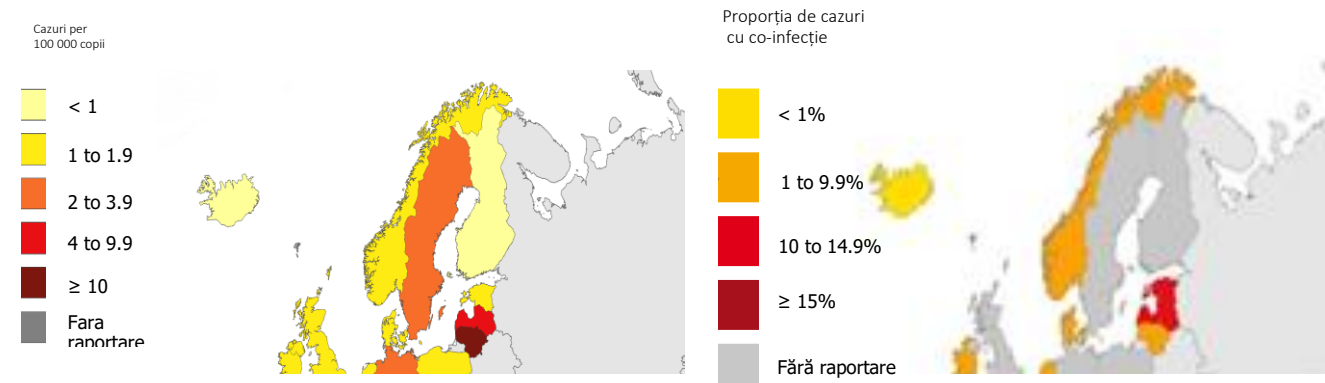 Cazuri per
100 000 copii
< 1
1 to 1.9
2 to 3.9
4 to 9.9
≥ 10
Fara
raportare
Proporția de cazuri
cu co-infecție
< 1%
1 to 9.9%
10 to 14.9%
≥ 15%
Fără raportare